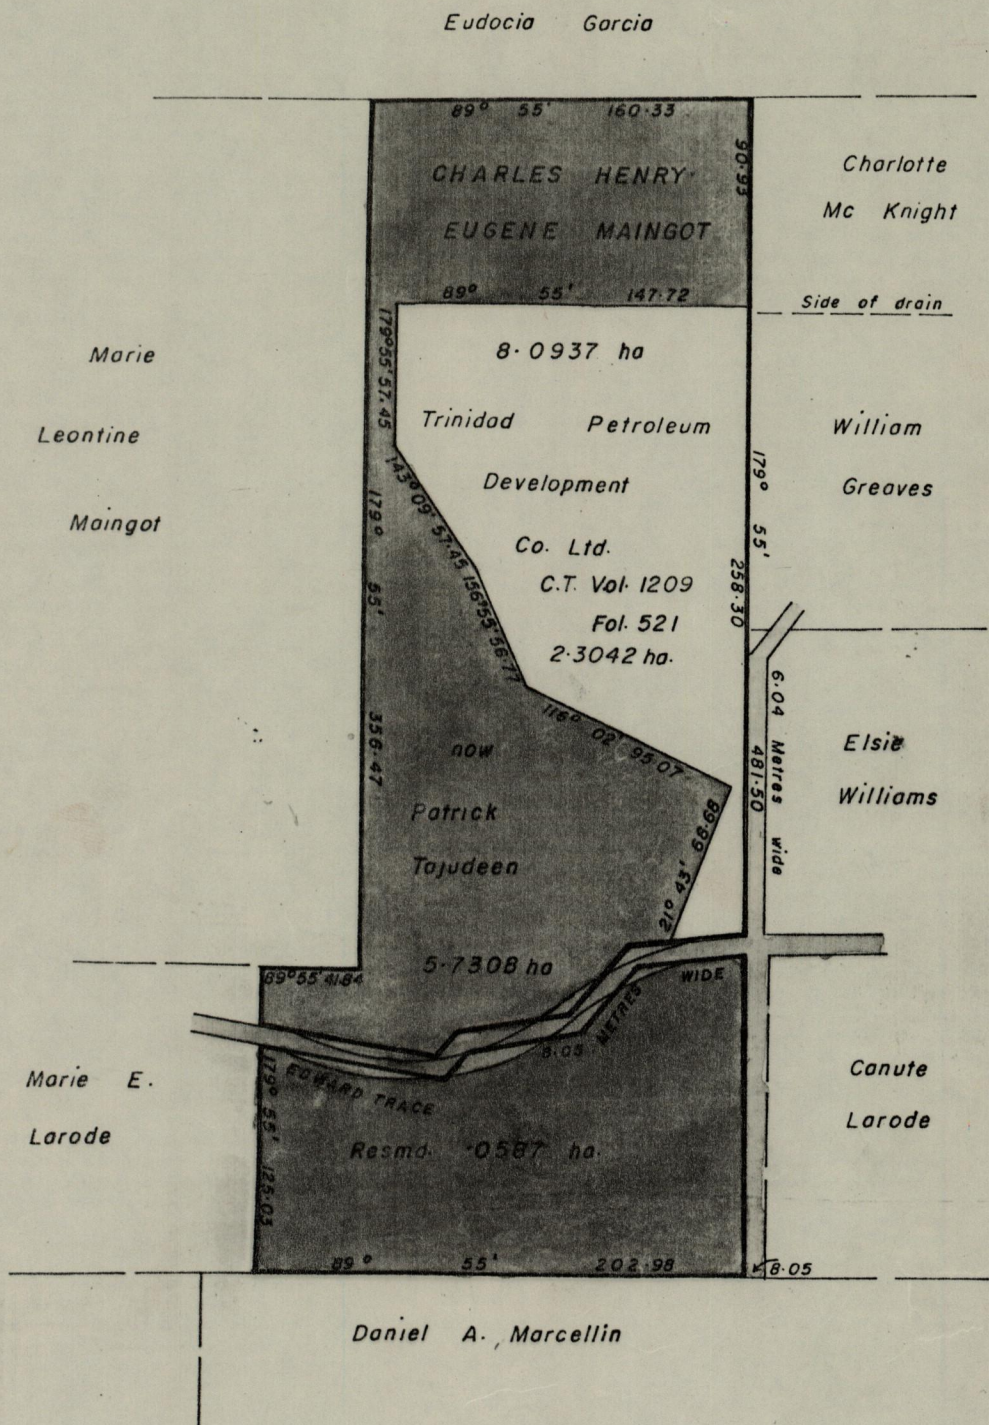 Eudocia Garcia
89° 55' 160·33
90·93
CHARLES HENRY
EUGENE MAINGOT
Charlotte
Mc Knight
89° 55' 147·72
Side of drain
179° 55' 57·45
8·0937 ha
Marie
Leontine
Maingot
Trinidad Petroleum
Development
Co. Ltd.
C.T. Vol. 1209
Fol. 521
2·3042 ha.
William
Greaves
179° 55'
258·30
481·50
143° 09' 57·45
156° 55' 56·77
179° 55' 356·47
116° 02' 95·07
21° 43' 68·68
6·04 Metres wide
now
Patrick
Tajudeen
Elsie
Williams
5·7308 ha
89° 55' 41·84
8·05 METRES WIDE
EDWARD TRACE
Marie E.
Larode
179° 55' 125·03
Resmd. ·0587 ha.
Canute
Larode
89° 55' 202·98
8·05
Daniel A. Marcellin